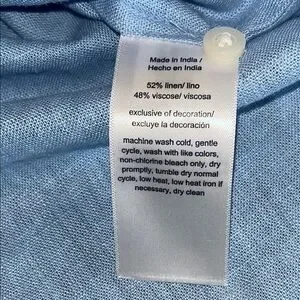 Made in India /
Hecho en India
52% linen/ lino
48% viscose/ viscosa
exclusive of decoration/
excluye la decoración
machine wash cold, gentle
cycle, wash with like colors,
non-chlorine bleach only, dry
promptly, tumble dry normal
cycle, low heat, low heat iron if
necessary, dry clean